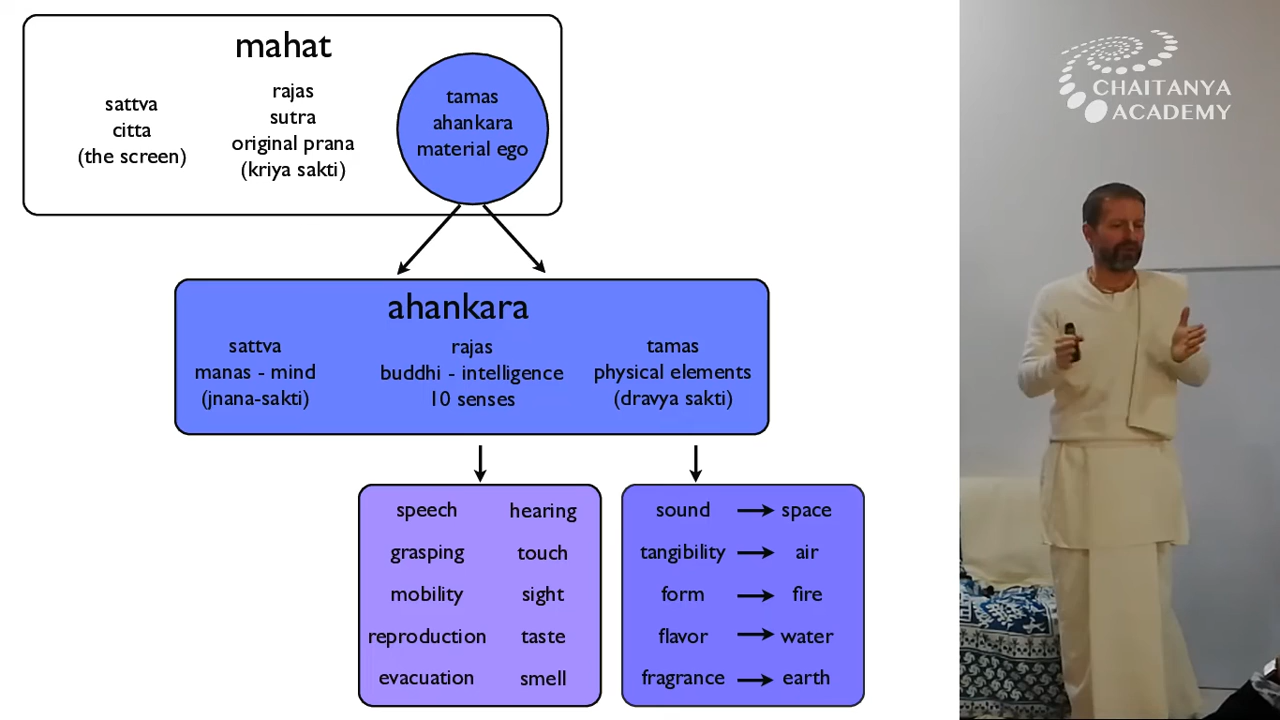 mahat
sattva
citta
(the screen)
rajas
sutra
original prana
(kriya sakti)
tamas
ahankara
material ego
ahankara
sattva
manas - mind
(jnana-sakti)
rajas
buddhi - intelligence
10 senses
tamas
physical elements
(dravya sakti)
speech hearing
grasping touch
mobility sight
reproduction taste
evacuation smell
sound space
tangibility air
form fire
flavor water
fragrance earth
CHAITANYA
ACADEMY